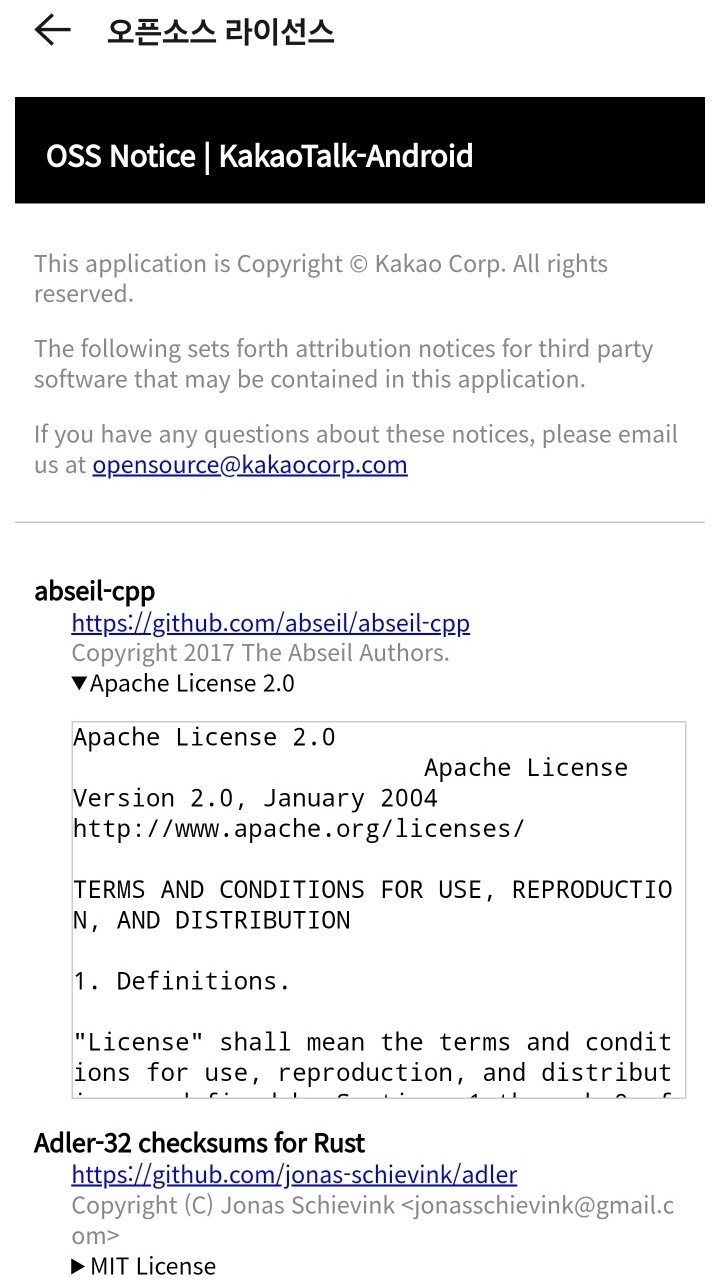 오픈소스 라이선스
OSS Notice | KakaoTalk-Android
This application is Copyright © Kakao Corp. All rights
reserved.
The following sets forth attribution notices for third party
software that may be contained in this application.
If you have any questions about these notices, please email
us at opensource@kakaocorp.com
abseil-cpp
https://github.com/abseil/abseil-cpp
Copyright 2017 The Abseil Authors.
▼Apache License 2.0
Apache License 2.0
Apache License
Version 2.0, January 2004
http://www.apache.org/licenses/
TERMS AND CONDITIONS FOR USE, REPRODUCTIO
N, AND DISTRIBUTION
1. Definitions.
"License" shall mean the terms and condit
ions for use, reproduction, and distribut
Adler-32 checksums for Rust
https://github.com/jonas-schievink/adler
Copyright (C) Jonas Schievink <jonasschievink@gmail.c
om>
▶MIT License